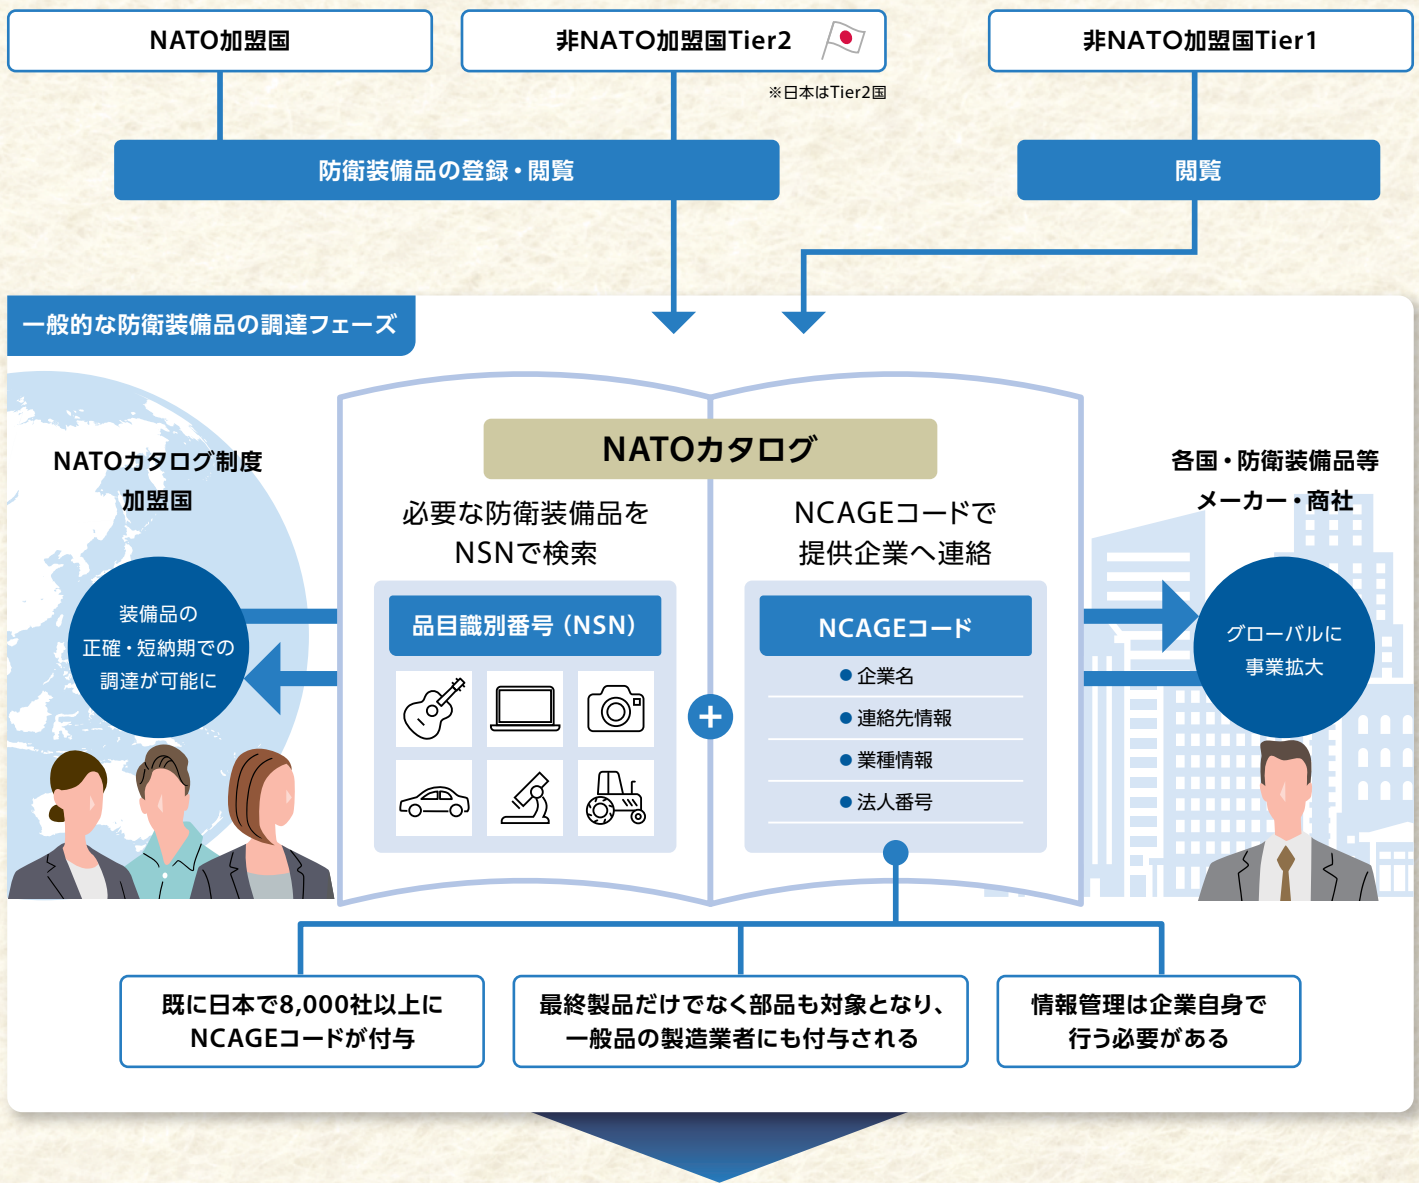 NATO加盟国
非NATO加盟国Tier2
非NATO加盟国Tier1
※日本はTier2国
防衛装備品の登録・閲覧
閲覧
一般的な防衛装備品の調達フェーズ
NATOカタログ
NATOカタログ制度
加盟国
装備品の
正確・短納期での
調達が可能に
必要な防衛装備品を
NSNで検索
品目識別番号（NSN）
NCAGEコードで
提供企業へ連絡
NCAGEコード
●企業名
●連絡先情報
●業種情報
●法人番号
各国・防衛装備品等
メーカー・商社
グローバルに
事業拡大
既に日本で8,000社以上に
NCAGEコードが付与
最終製品だけでなく部品も対象となり、
一般品の製造業者にも付与される
情報管理は企業自身で
行う必要がある